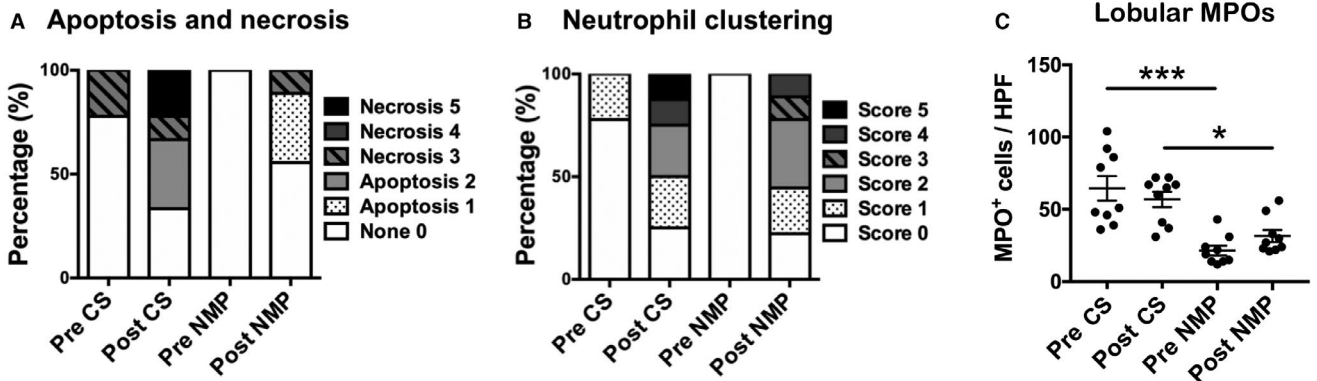 A Apoptosis and necrosis
Percentage (%)
100
50
0
Pre CS
Post CS
Pre NMP
Post NMP
Necrosis 5
Necrosis 4
Necrosis 3
Apoptosis 2
Apoptosis 1
None 0
B Neutrophil clustering
Percentage (%)
100
50
0
Pre CS
Post CS
Pre NMP
Post NMP
Score 5
Score 4
Score 3
Score 2
Score 1
Score 0
C Lobular MPOs
MPO⁺ cells / HPF
150
100
50
0
***
*
Pre CS
Post CS
Pre NMP
Post NMP